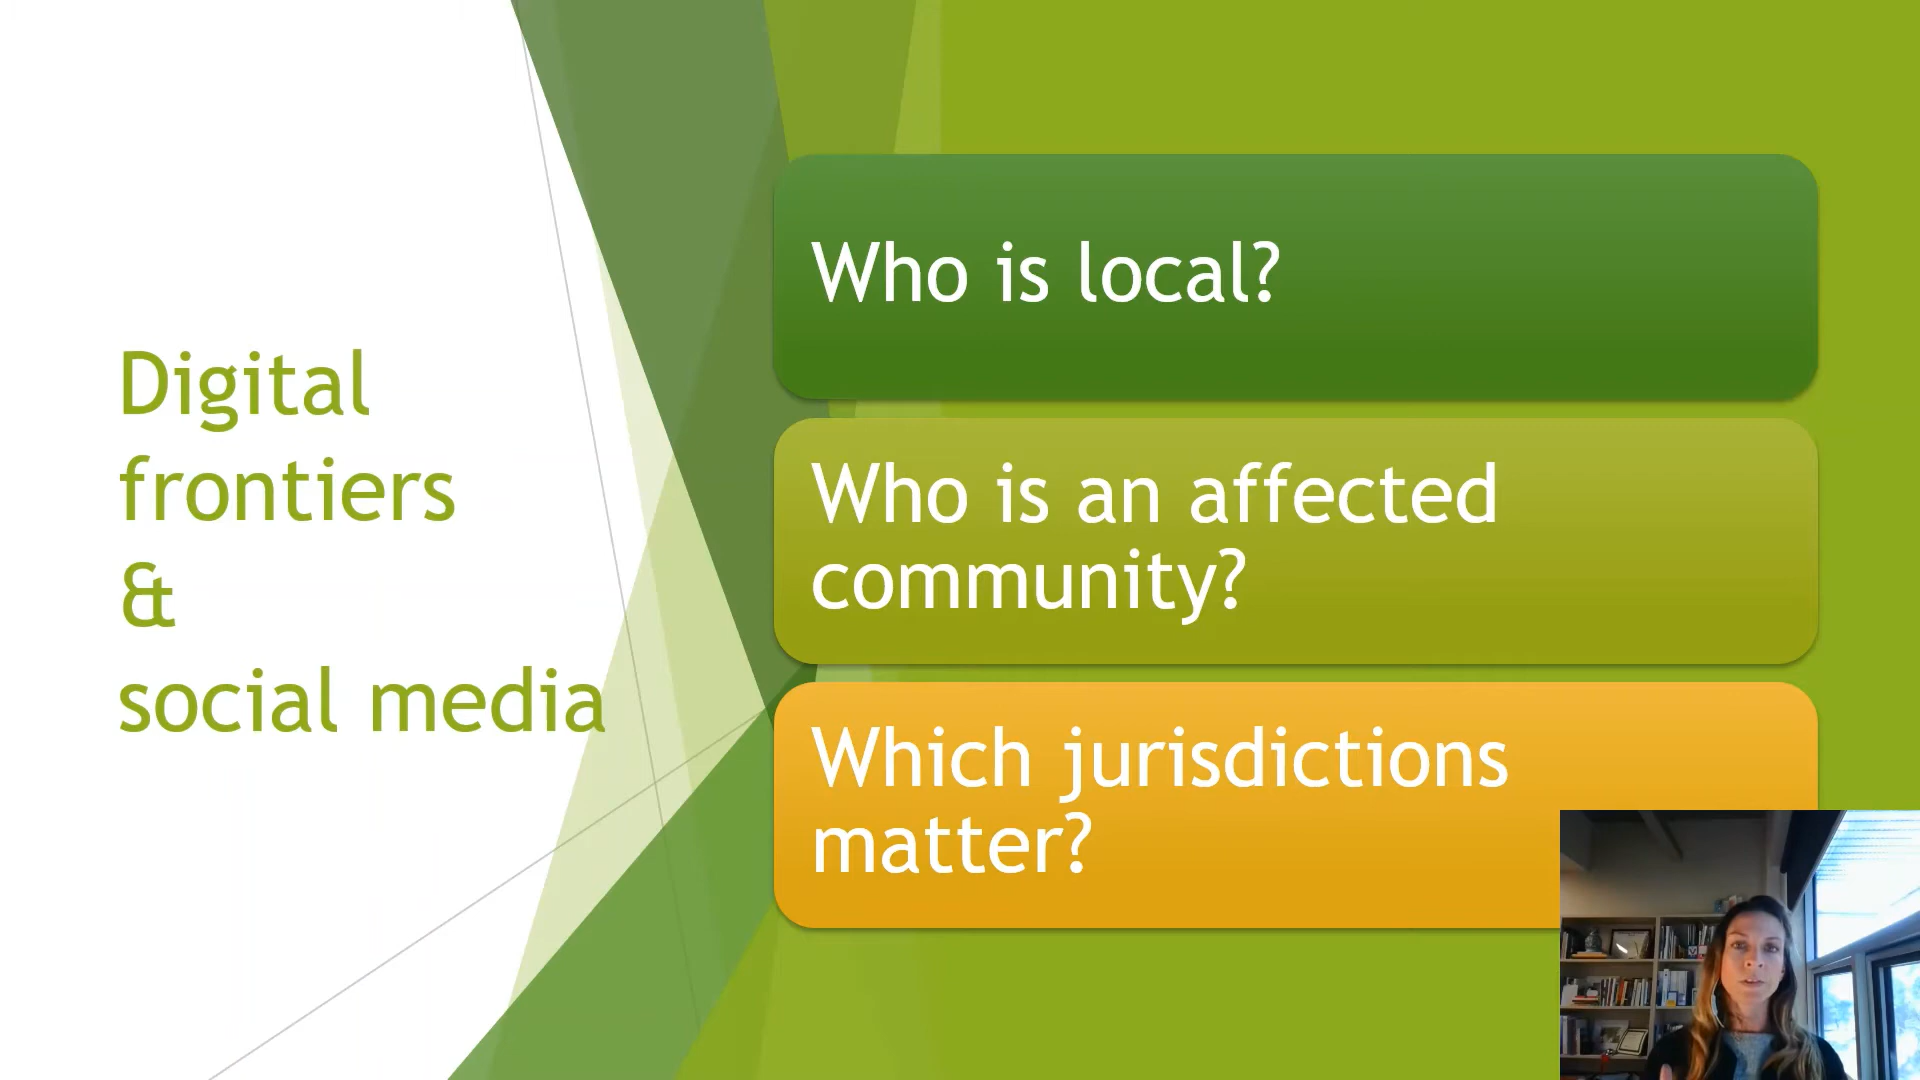 Digital
frontiers
&
social media
Who is local?
Who is an affected
community?
Which jurisdictions
matter?